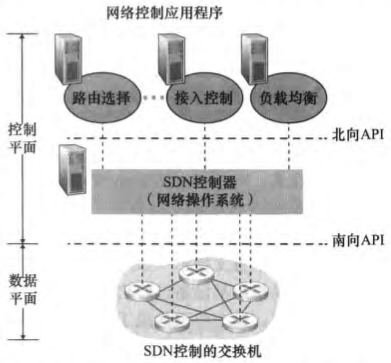 网络控制应用程序
路由选择
接入控制
负载均衡
控制
平面
北向API
SDN控制器
(网络操作系统)
南向API
数据
平面
SDN控制的交换机